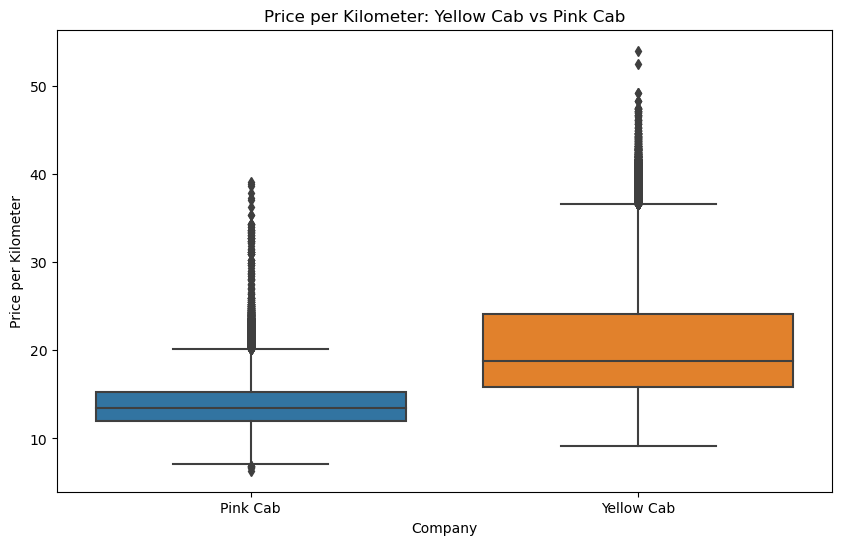 Price per Kilometer: Yellow Cab vs Pink Cab
Price per Kilometer
50
40
30
20
10
Pink Cab
Yellow Cab
Company